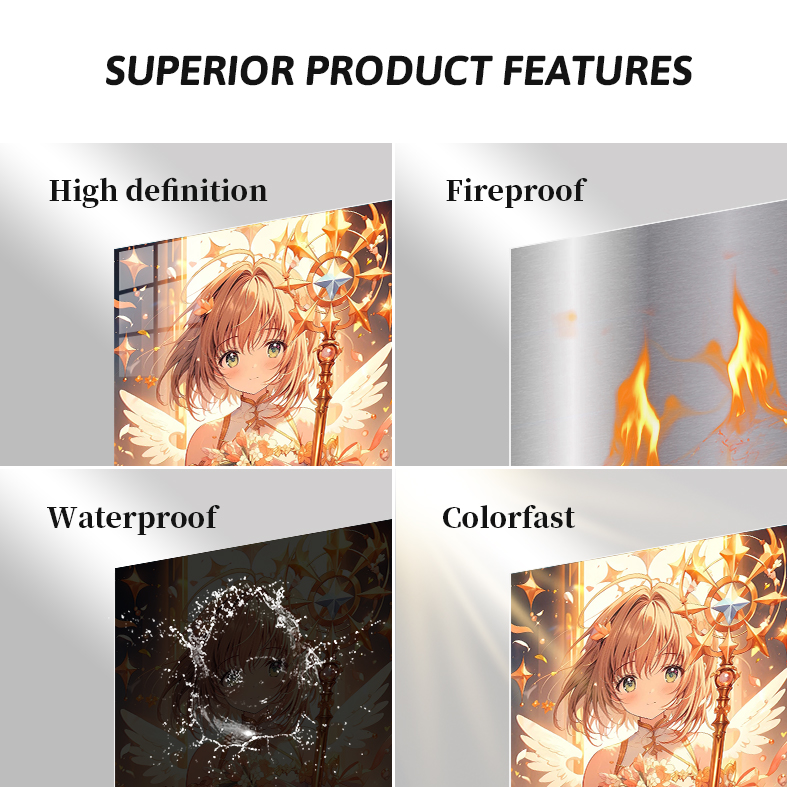 SUPERIOR PRODUCT FEATURES
High definition
Fireproof
Waterproof
Colorfast